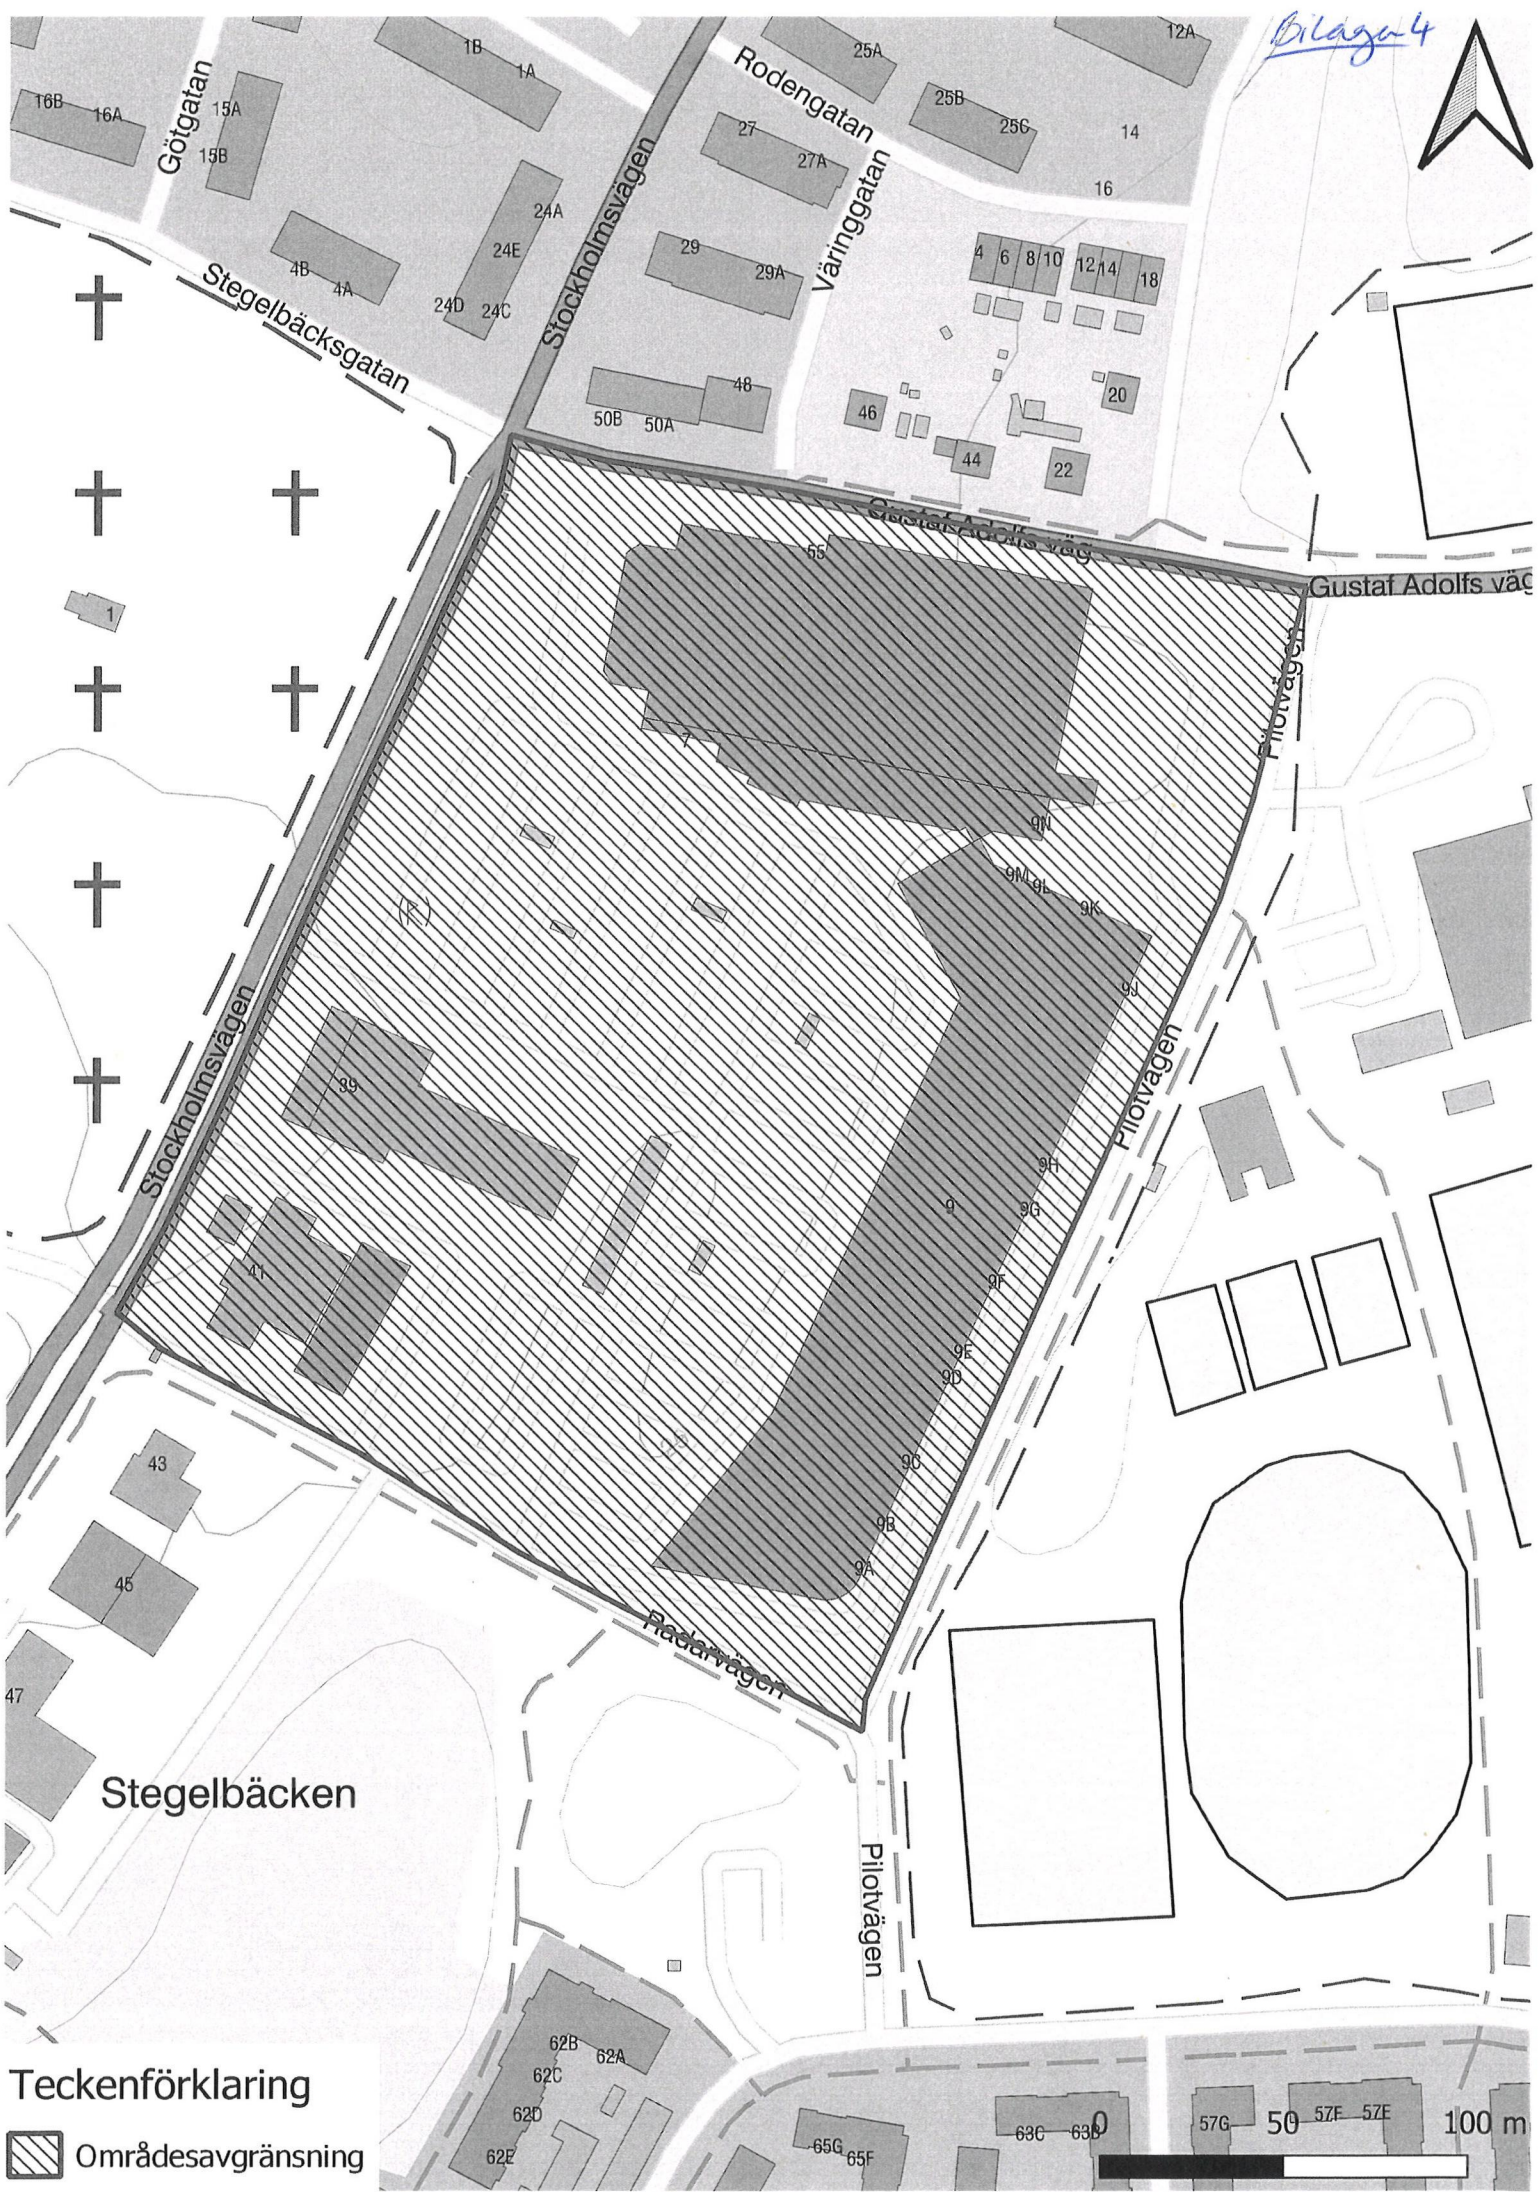 Bilaga 4
1B
1A
25A
12A
Rodengatan
Götgatan
16B
16A
15A
15B
25B
25C
14
27
27A
16
Stockholmsvägen
Väringgatan
24A
24E
24D
24C
4B
4A
Stegelbäcksgatan
29
29A
4
6
8
10
12
14
18
20
48
50B
50A
46
44
22
Gustaf Adolfs väg
Gustaf Adolfs väg
55
1
Pilotvägen
7
9N
9M
9L
9K
(R)
9J
Stockholmsvägen
39
Pilotvägen
9H
9
9G
41
9F
9E
9D
25
9C
43
9B
9A
45
Radarvägen
47
Stegelbäcken
Pilotvägen
62B
62A
62C
62D
62E
Teckenförklaring
Områdesavgränsning
65G
65F
63C
63B
57G
57F
57E
0
50
100 m